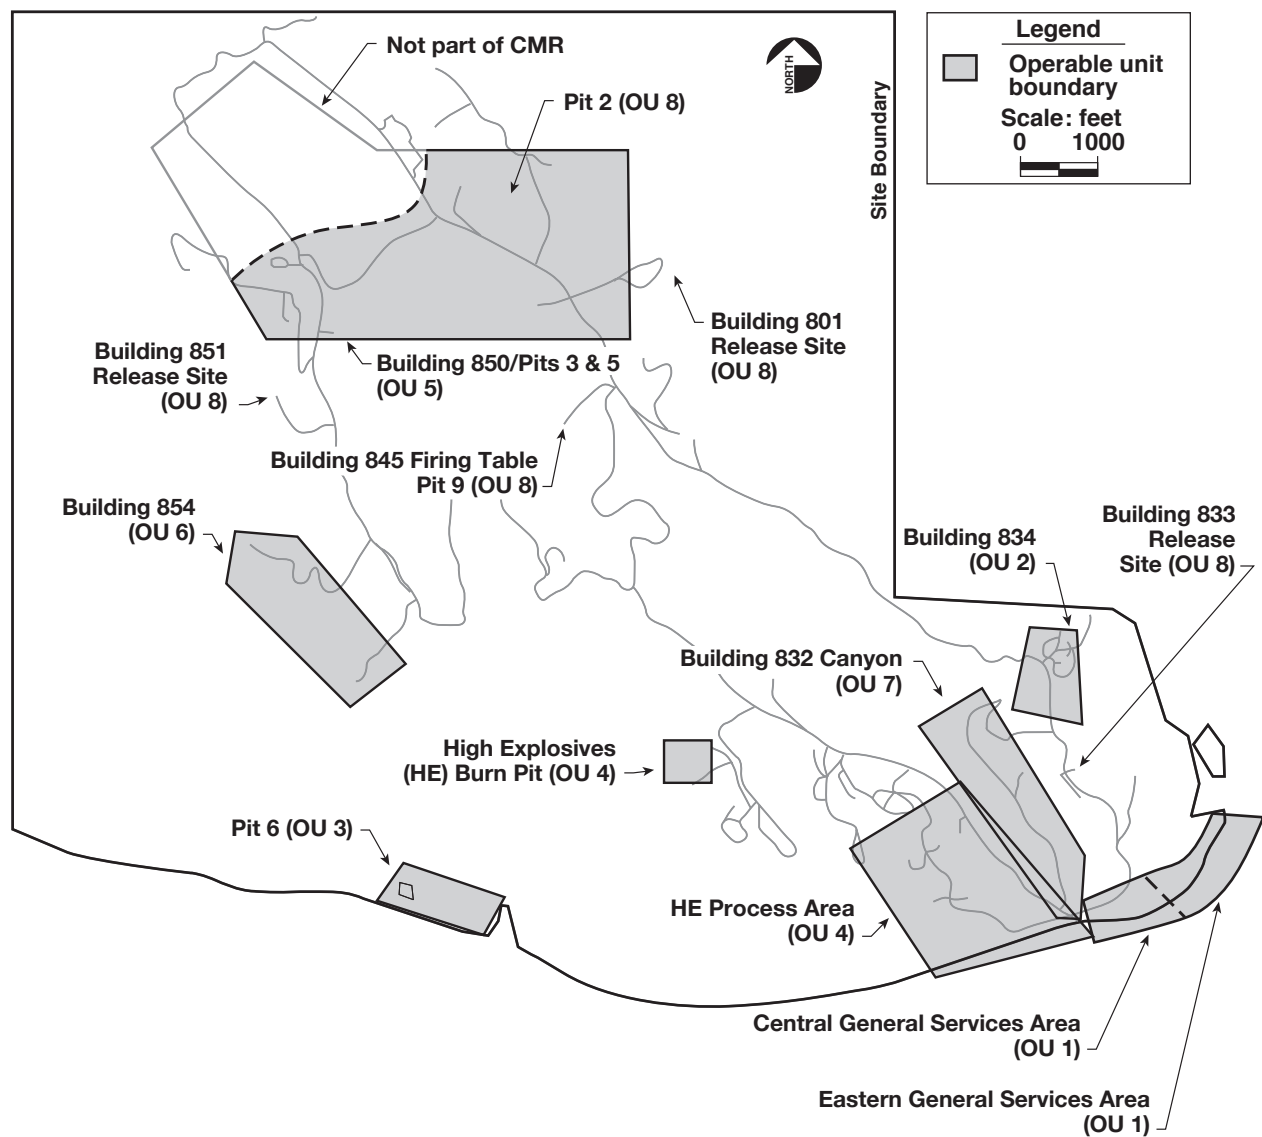 Not part of CMR
Pit 2 (OU 8)
NORTH
Site Boundary
Legend
Operable unit
boundary
Scale: feet
0 1000
Building 801
Release Site
(OU 8)
Building 851
Release Site
(OU 8)
Building 850/Pits 3 & 5
(OU 5)
Building 845 Firing Table
Pit 9 (OU 8)
Building 854
(OU 6)
Building 834
(OU 2)
Building 833
Release
Site (OU 8)
Building 832 Canyon
(OU 7)
High Explosives
(HE) Burn Pit (OU 4)
Pit 6 (OU 3)
HE Process Area
(OU 4)
Central General Services Area
(OU 1)
Eastern General Services Area
(OU 1)